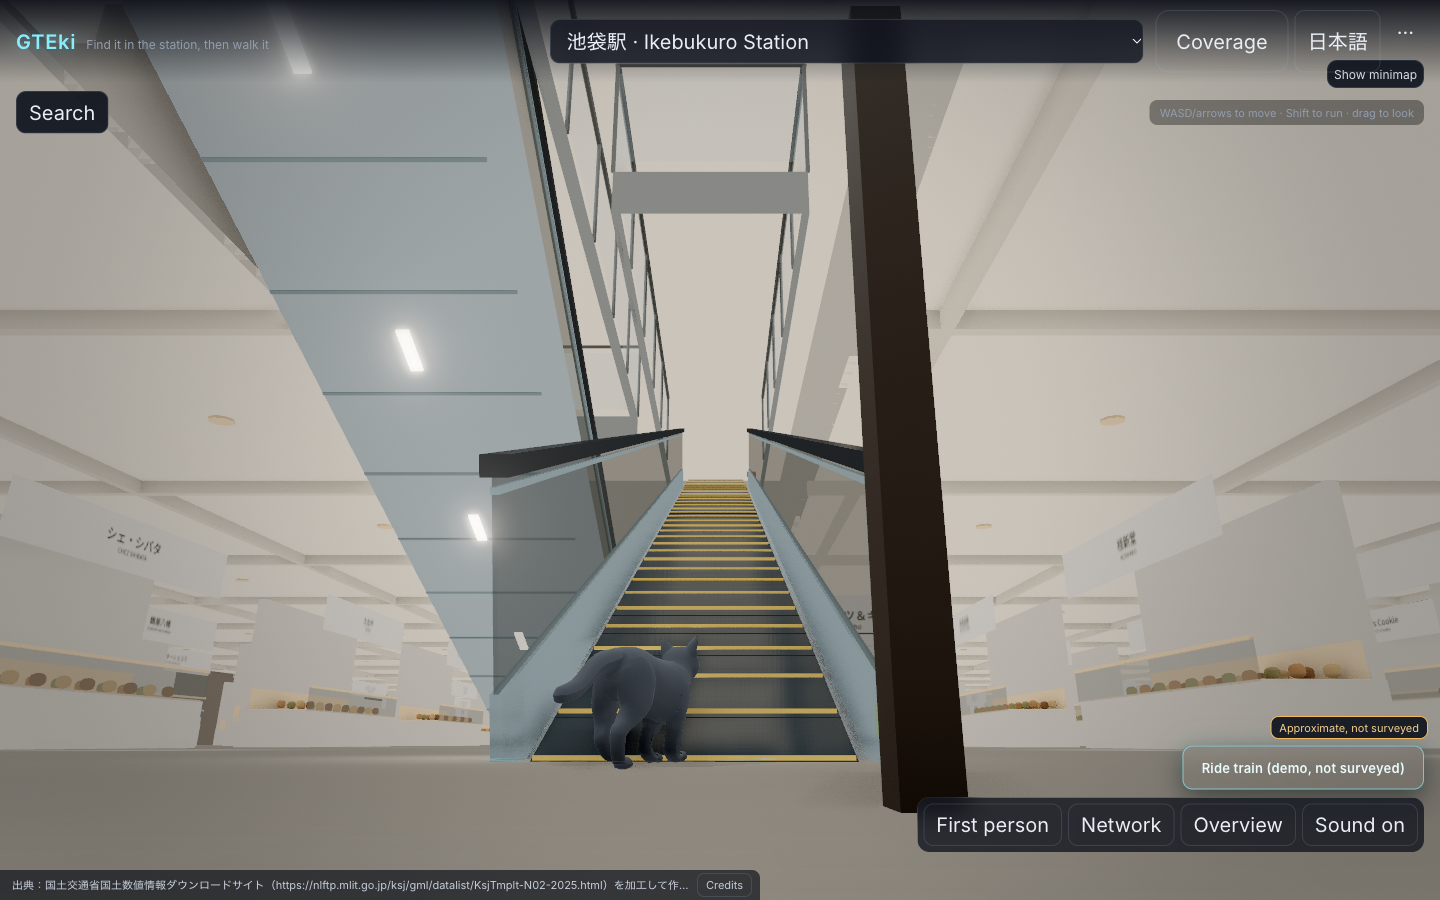 GTEki Find it in the station, then walk it
池袋駅 · Ikebukuro Station
Coverage
日本語
...
Show minimap
Search
WASD/arrows to move · Shift to run · drag to look
シェ・シバタ
s Cookie
Approximate, not surveyed
Ride train (demo, not surveyed)
First person
Network
Overview
Sound on
出典：国土交通省国土数値情報ダウンロードサイト（https://nlftp.mlit.go.jp/ksj/gml/datalist/KsjTmplt-N02-2025.html）を加工して作...
Credits